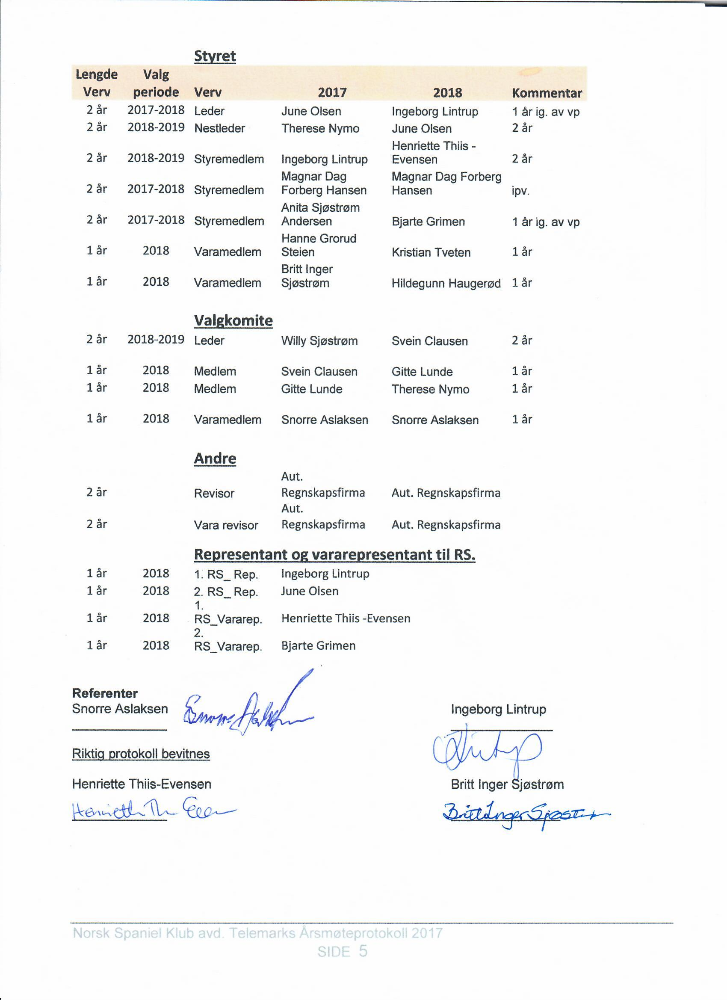 Styret
Lengde Valg
Verv periode Verv 2017 2018 Kommentar
2 år 2017-2018 Leder June Olsen Ingeborg Lintrup 1 år ig. av vp
2 år 2018-2019 Nestleder Therese Nymo June Olsen 2 år
Henriette Thiis -
2 år 2018-2019 Styremedlem Ingeborg Lintrup Evensen 2 år
Magnar Dag Magnar Dag Forberg
2 år 2017-2018 Styremedlem Forberg Hansen Hansen ipv.
Anita Sjøstrøm
2 år 2017-2018 Styremedlem Andersen Bjarte Grimen 1 år ig. av vp
Hanne Grorud
1 år 2018 Varamedlem Steien Kristian Tveten 1 år
Britt Inger
1 år 2018 Varamedlem Sjøstrøm Hildegunn Haugerød 1 år
Valgkomite
2 år 2018-2019 Leder Willy Sjøstrøm Svein Clausen 2 år
1 år 2018 Medlem Svein Clausen Gitte Lunde 1 år
1 år 2018 Medlem Gitte Lunde Therese Nymo 1 år
1 år 2018 Varamedlem Snorre Aslaksen Snorre Aslaksen 1 år
Andre
Aut.
2 år Revisor Regnskapsfirma Aut. Regnskapsfirma
Aut.
2 år Vara revisor Regnskapsfirma Aut. Regnskapsfirma
Representant og vararepresentant til RS.
1 år 2018 1. RS_ Rep. Ingeborg Lintrup
1 år 2018 2. RS_ Rep. June Olsen
1.
1 år 2018 RS_Vararep. Henriette Thiis -Evensen
2.
1 år 2018 RS_Vararep. Bjarte Grimen
Referenter
Snorre Aslaksen Ingeborg Lintrup
Riktig protokoll bevitnes
Henriette Thiis-Evensen Britt Inger Sjøstrøm
Britt Inger
Norsk Spaniel Klub avd. Telemarks Årsmøteprotokoll 2017
SIDE 5